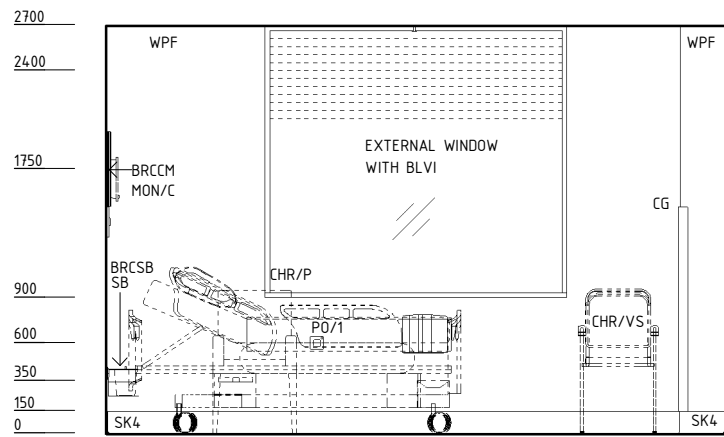 2700
WPF
WPF
2400
EXTERNAL WINDOW
WITH BLVI
1750
BRCCM
MON/C
CG
BRCSB
SB
CHR/P
900
PO/1
CHR/VS
600
350
150
SK4
SK4
0